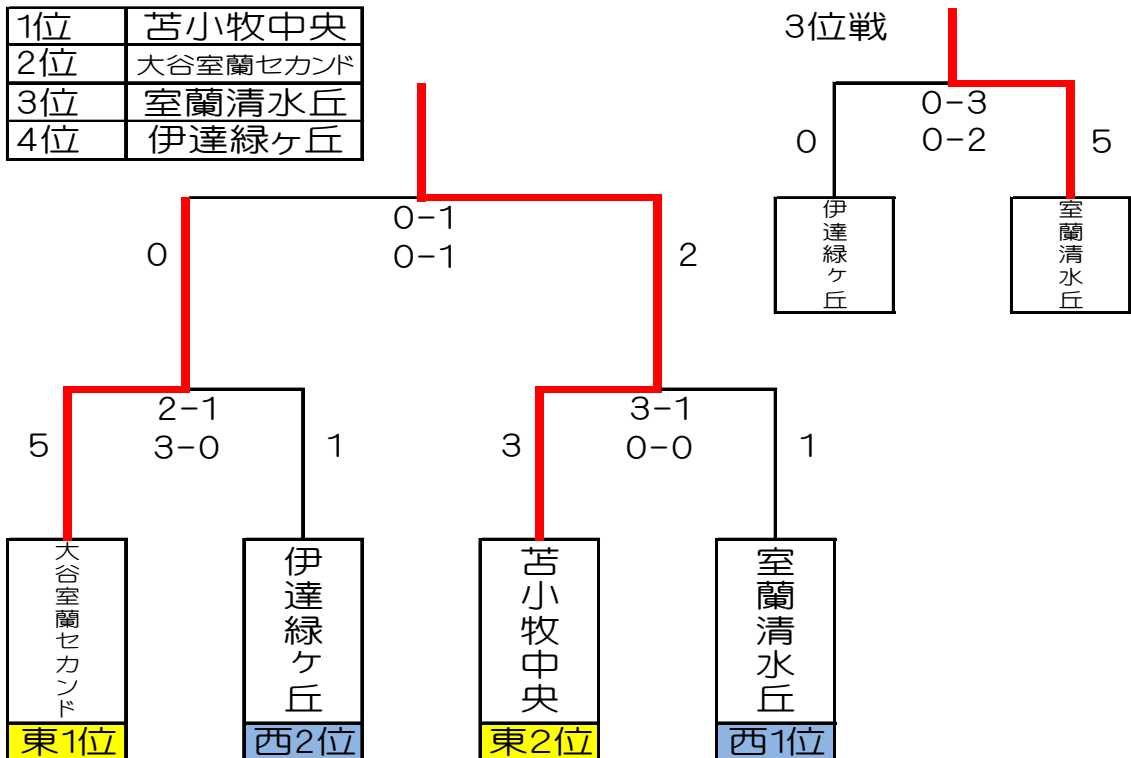 1位 苫小牧中央
2位 大谷室蘭セカンド
3位 室蘭清水丘
4位 伊達緑ヶ丘
3位戦
0-3
0-2
0
5
伊達緑ヶ丘
室蘭清水丘
0-1
0-1
0
2
2-1
3-0
5
1
3-1
0-0
3
1
大谷室蘭セカンド
伊達緑ヶ丘
苫小牧中央
室蘭清水丘
東1位
西2位
東2位
西1位